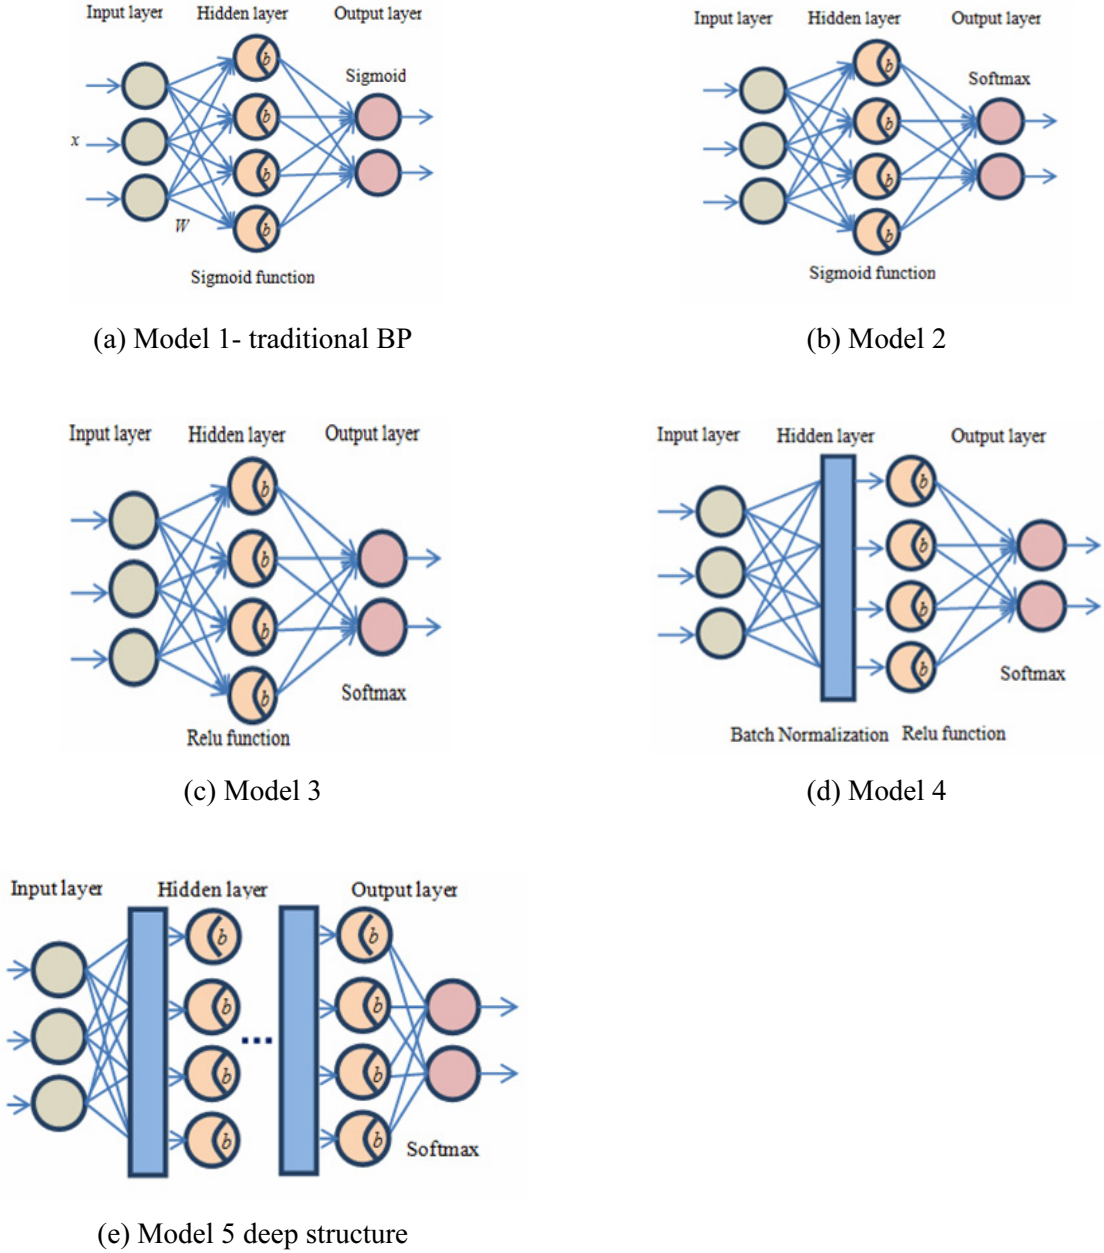 Input layer Hidden layer Output layer
Sigmoid
b
b
x
b
W
b
Sigmoid function
(a) Model 1- traditional BP
Input layer Hidden layer Output layer
Softmax
b
b
b
b
Sigmoid function
(b) Model 2
Input layer Hidden layer Output layer
b
b
b
b
Softmax
Relu function
(c) Model 3
Input layer Hidden layer Output layer
b
b
b
b
Softmax
Batch Normalization Relu function
(d) Model 4
Input layer Hidden layer Output layer
b b
b b
...
b b
b b
Softmax
(e) Model 5 deep structure